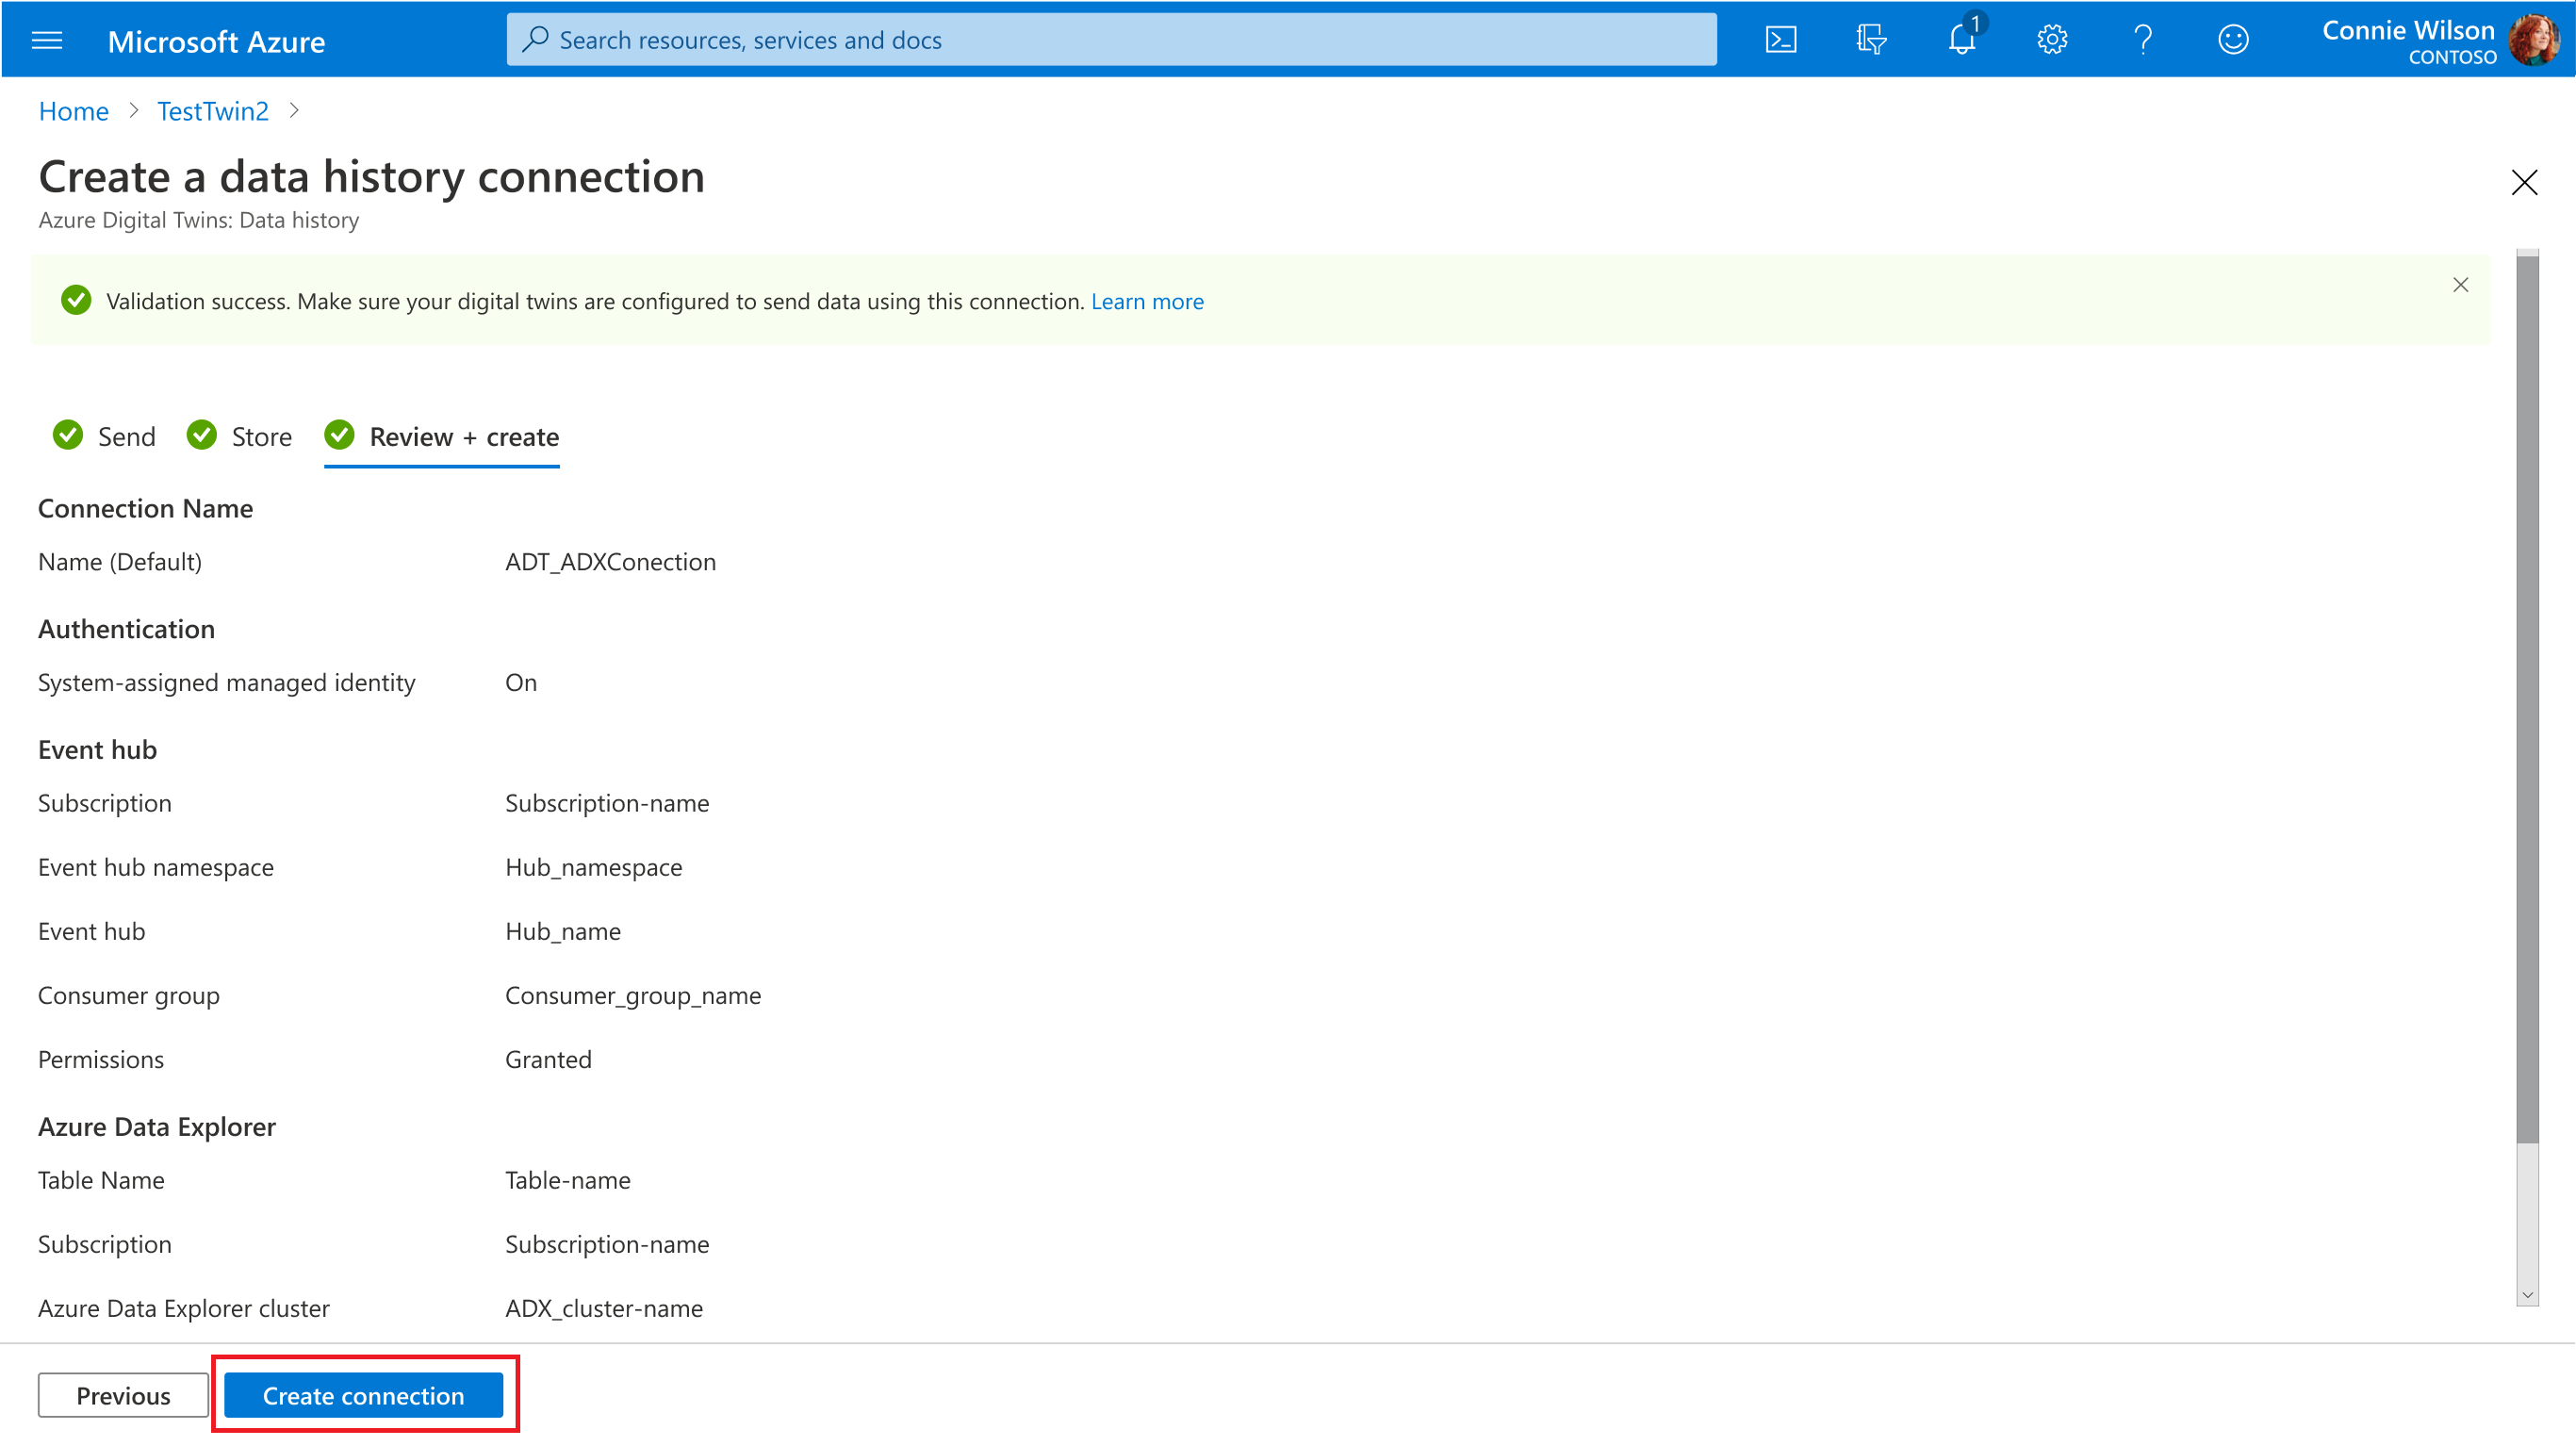 Microsoft Azure
Search resources, services and docs
1
Connie Wilson
CONTOSO
Home > TestTwin2 >
Create a data history connection
Azure Digital Twins: Data history
Validation success. Make sure your digital twins are configured to send data using this connection. Learn more
Send Store Review + create
Connection Name
Name (Default) ADT_ADXConection
Authentication
System-assigned managed identity On
Event hub
Subscription Subscription-name
Event hub namespace Hub_namespace
Event hub Hub_name
Consumer group Consumer_group_name
Permissions Granted
Azure Data Explorer
Table Name Table-name
Subscription Subscription-name
Azure Data Explorer cluster ADX_cluster-name
Previous Create connection